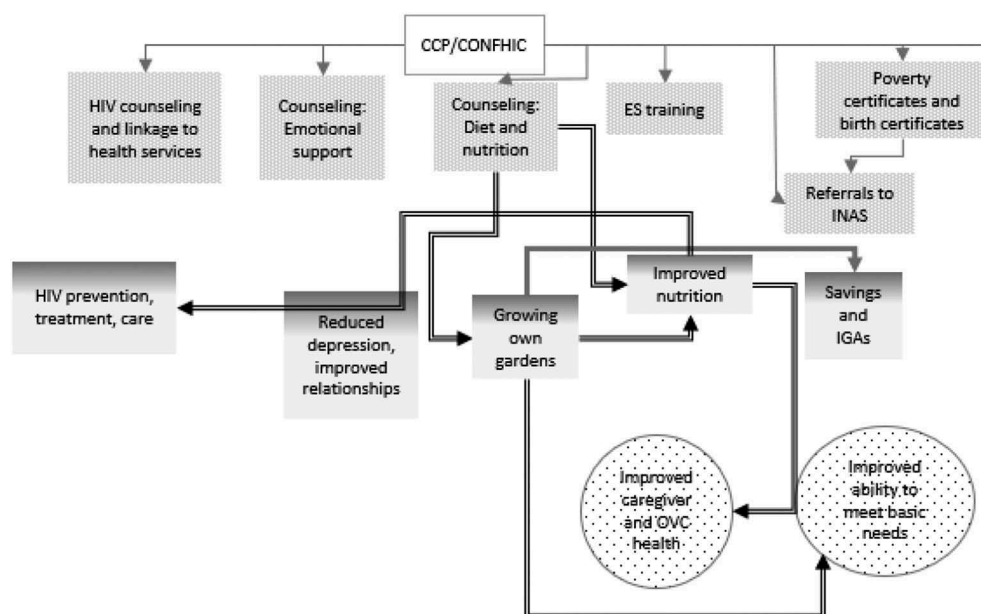 CCP/CONFHIC
HIV counseling
and linkage to
health services
Counseling:
Emotional
support
Counseling:
Diet and
nutrition
ES training
Poverty
certificates and
birth certificates
Referrals to
INAS
HIV prevention,
treatment, care
Reduced
depression,
improved
relationships
Growing
own
gardens
Improved
nutrition
Savings
and
IGAs
Improved
caregiver
and OVC
health
Improved
ability to
meet basic
needs